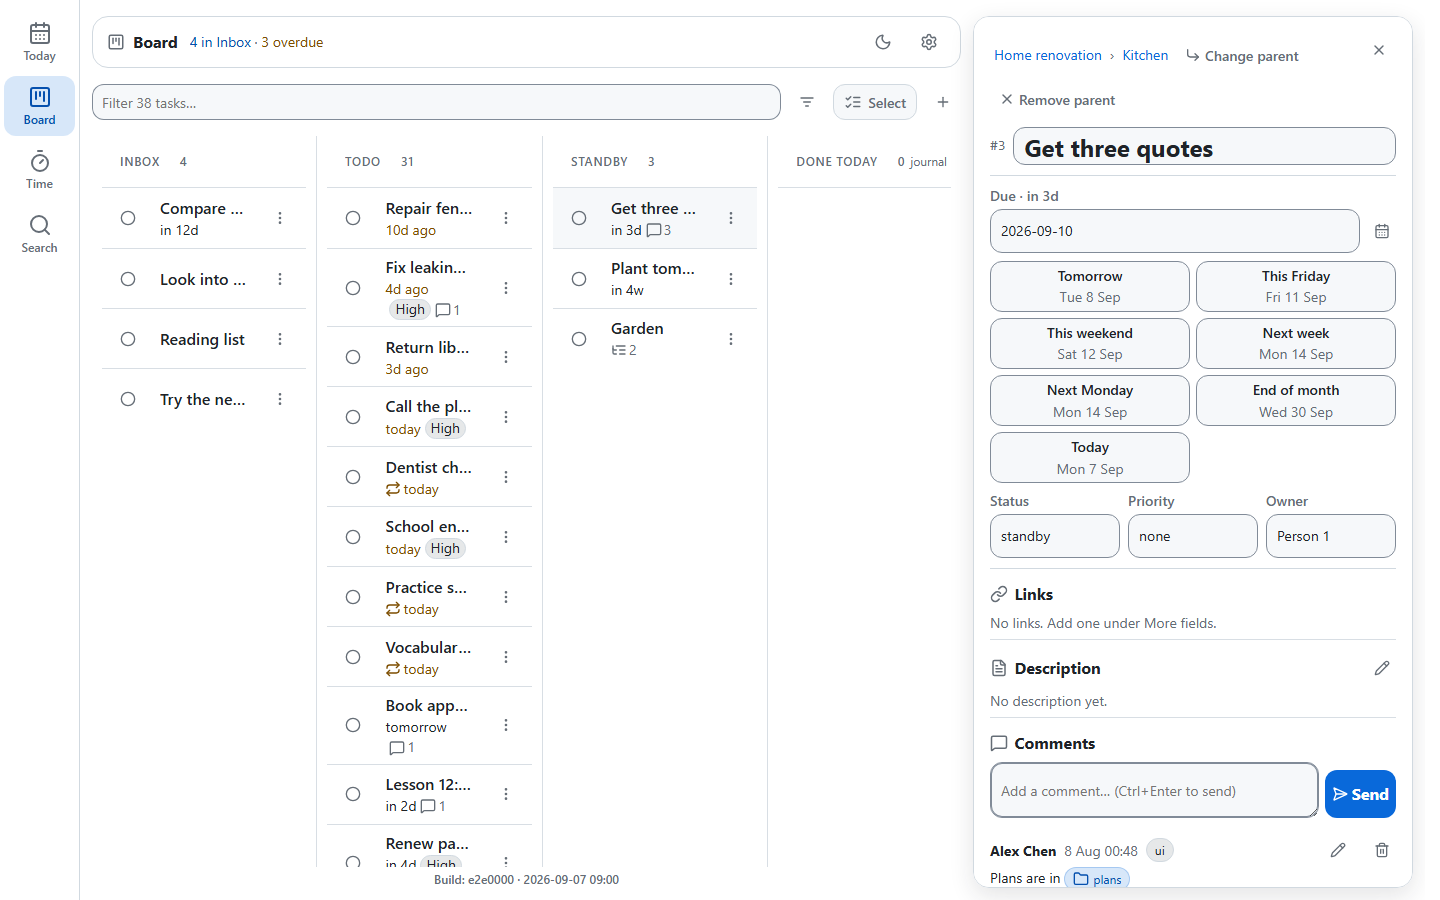 Today
Board
Time
Search
Board 4 in Inbox · 3 overdue
Filter 38 tasks...
Select
INBOX 4
Compare ...
in 12d
Look into ...
Reading list
Try the ne...
TODO 31
Repair fen...
10d ago
Fix leakin...
4d ago
High 1
Return lib...
3d ago
Call the pl...
today High
Dentist ch...
today
School en...
today High
Practice s...
today
Vocabular...
today
Book app...
tomorrow
1
Lesson 12:...
in 2d 1
Renew pa...
in 4d High
STANDBY 3
Get three ...
in 3d 3
Plant tom...
in 4w
Garden
2
DONE TODAY 0 journal
Build: e2e0000 · 2026-09-07 09:00
Home renovation › Kitchen Change parent
Remove parent
#3 Get three quotes
Due · in 3d
2026-09-10
Tomorrow
Tue 8 Sep
This Friday
Fri 11 Sep
This weekend
Sat 12 Sep
Next week
Mon 14 Sep
Next Monday
Mon 14 Sep
End of month
Wed 30 Sep
Today
Mon 7 Sep
Status Priority Owner
standby none Person 1
Links
No links. Add one under More fields.
Description
No description yet.
Comments
Add a comment... (Ctrl+Enter to send)
Send
Alex Chen 8 Aug 00:48 ui
Plans are in plans